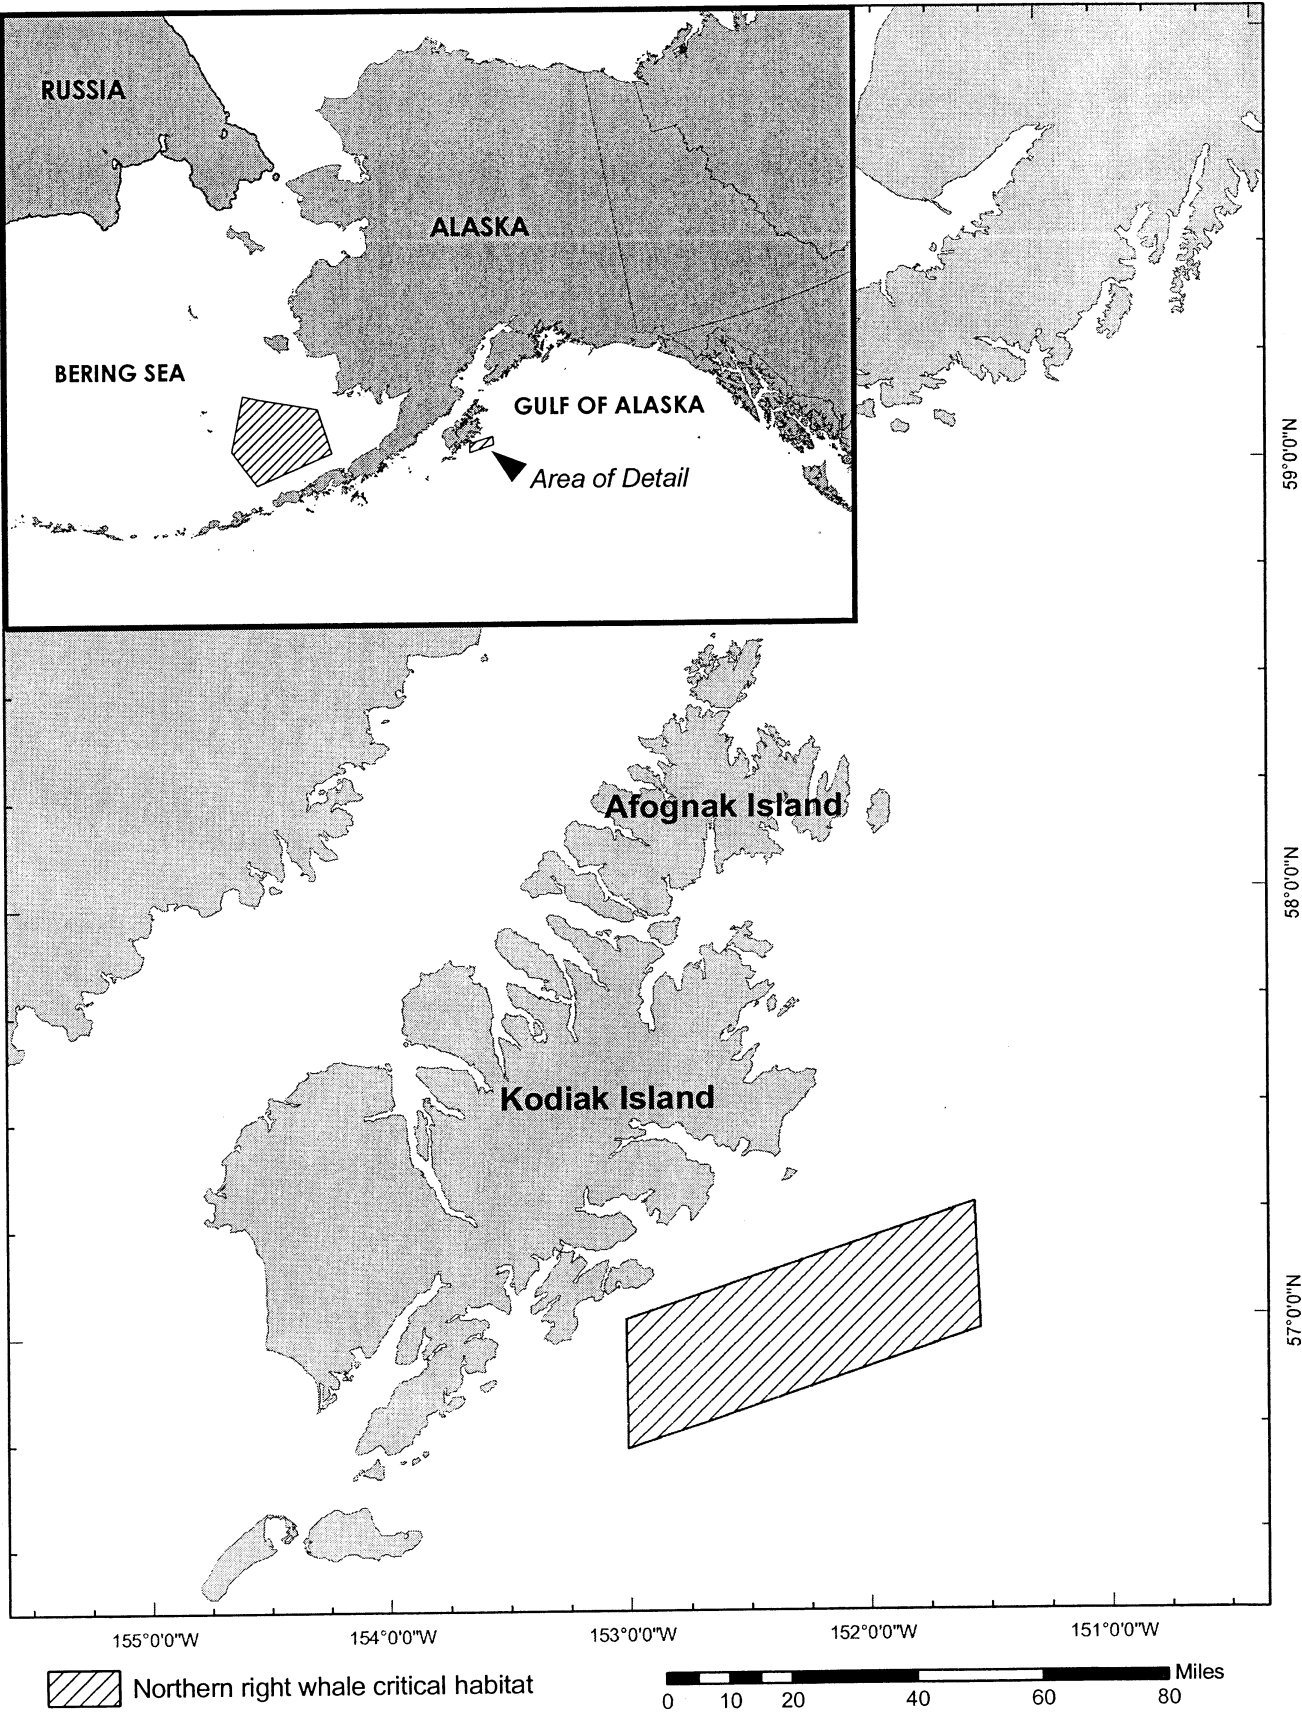 RUSSIA
ALASKA
BERING SEA
GULF OF ALASKA
Area of Detail
59°0'0"N
Afognak Island
58°0'0"N
Kodiak Island
57°0'0"N
155°0'0"W
154°0'0"W
153°0'0"W
152°0'0"W
151°0'0"W
Northern right whale critical habitat
Miles
0 10 20 40 60 80